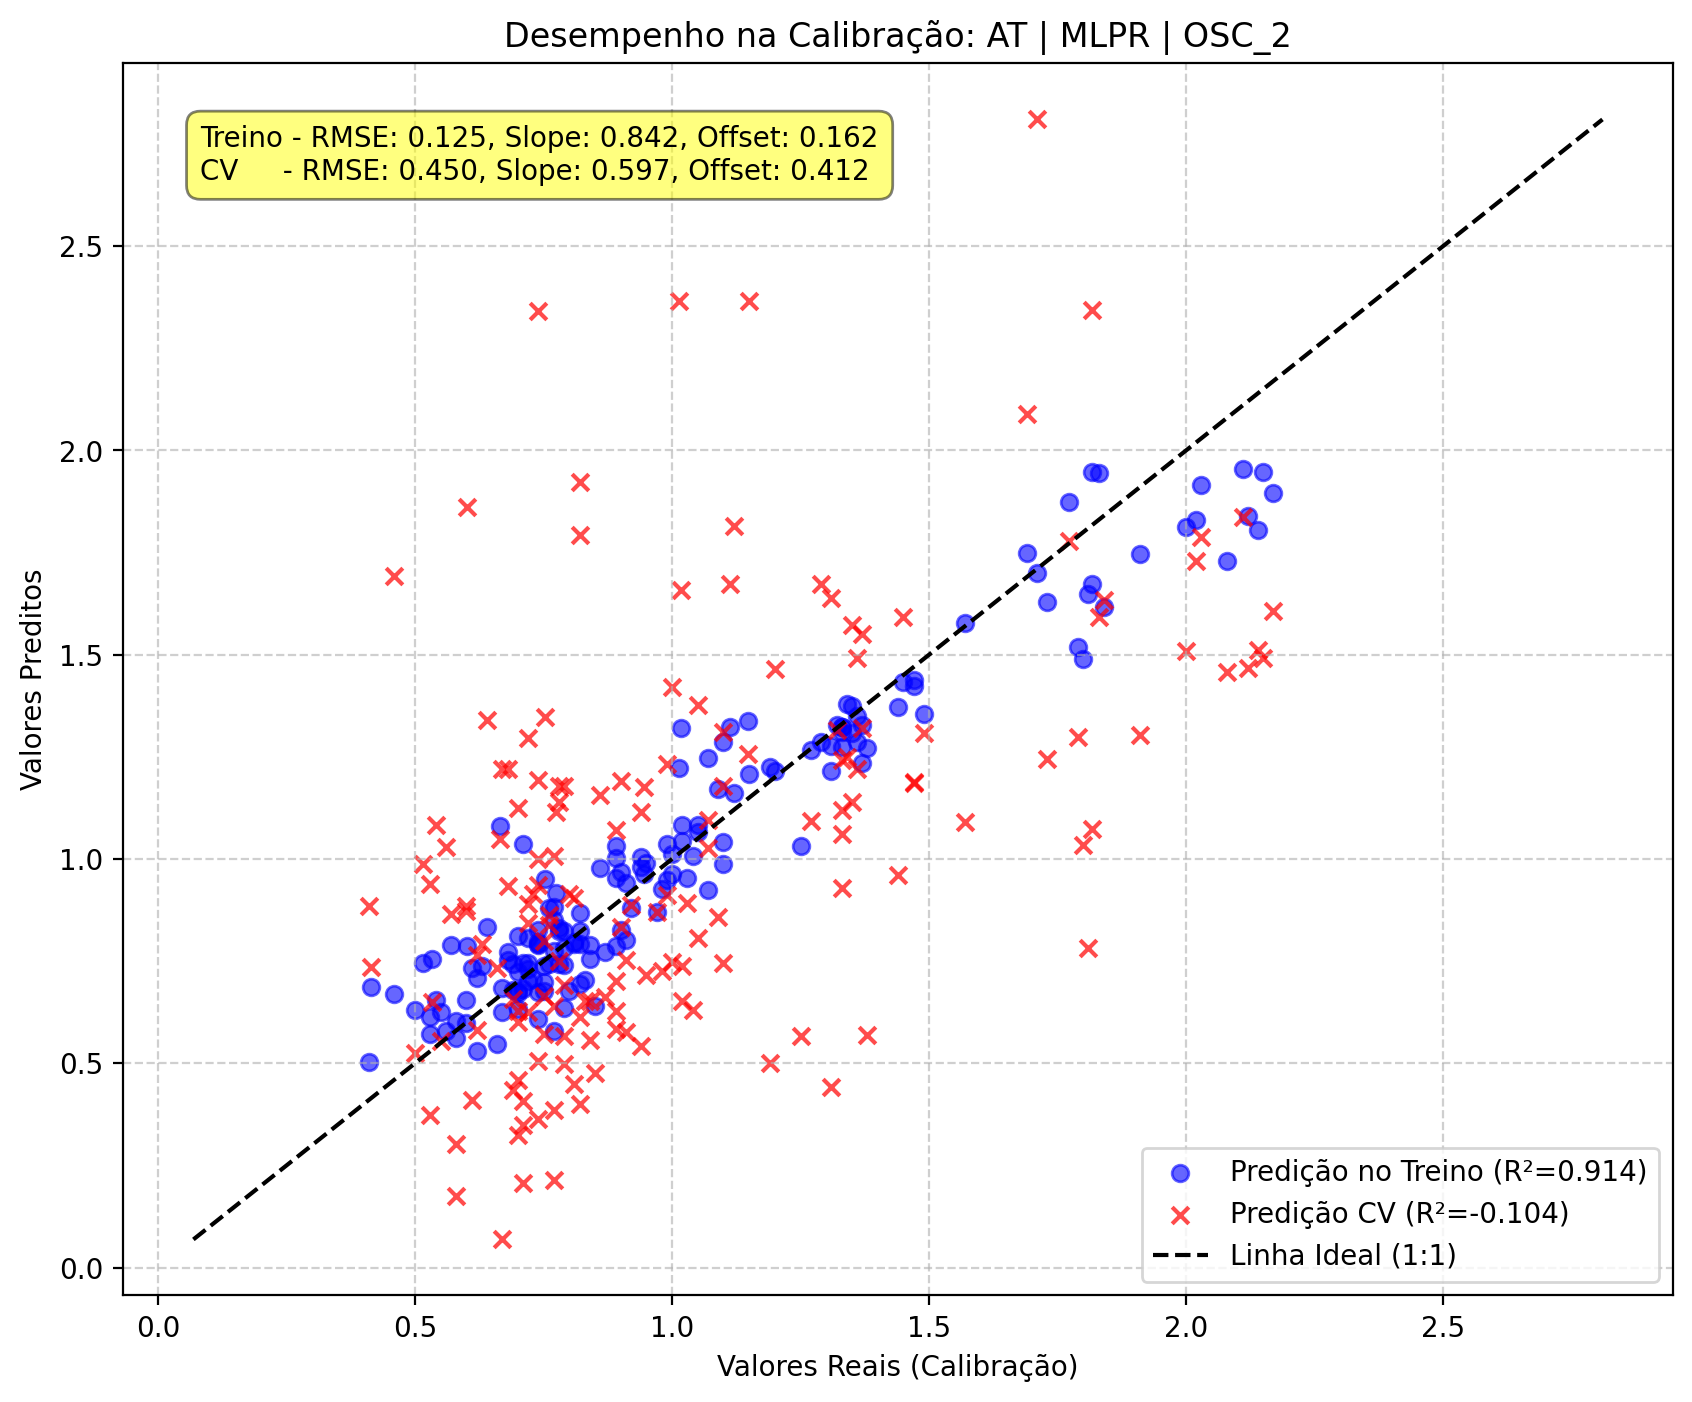 Desempenho na Calibração: AT | MLPR | OSC_2
Treino - RMSE: 0.125, Slope: 0.842, Offset: 0.162
CV - RMSE: 0.450, Slope: 0.597, Offset: 0.412
Valores Preditos
2.5
2.0
1.5
1.0
0.5
0.0
Predição no Treino (R²=0.914)
Predição CV (R²=-0.104)
Linha Ideal (1:1)
0.0 0.5 1.0 1.5 2.0 2.5
Valores Reais (Calibração)